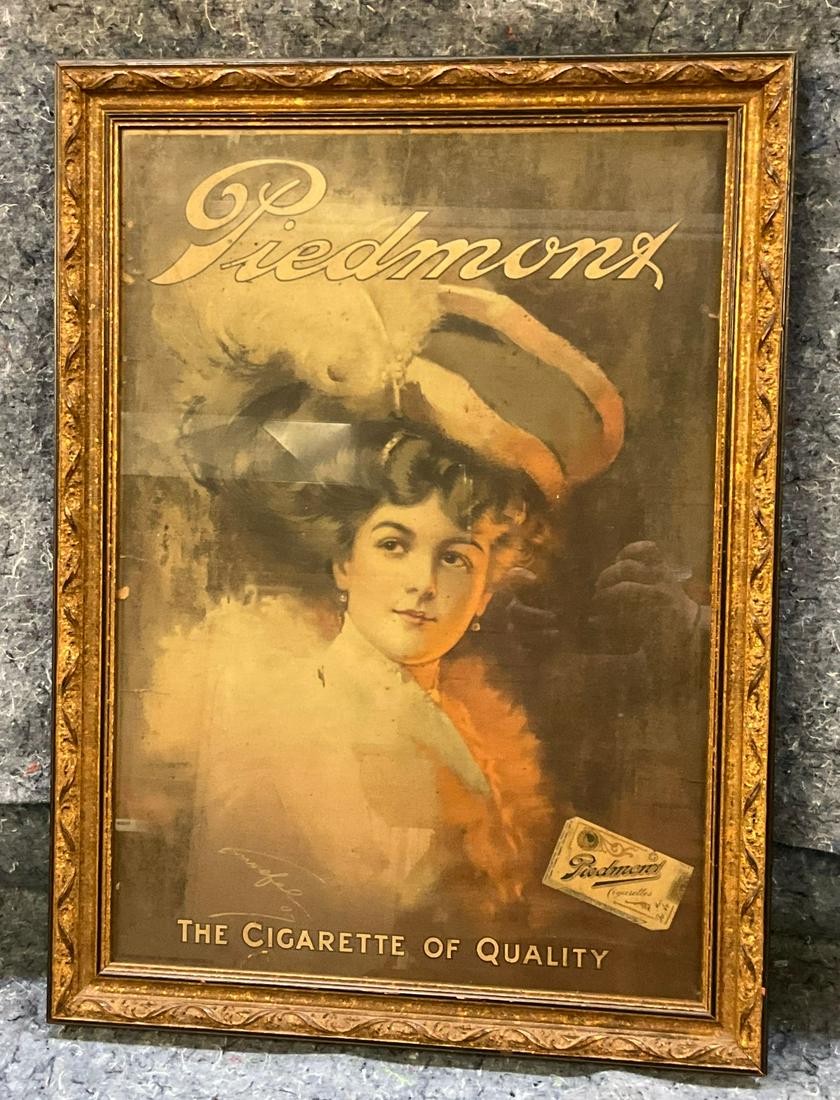 Piedmont
Piedmont
Cigarettes
THE CIGARETTE OF QUALITY